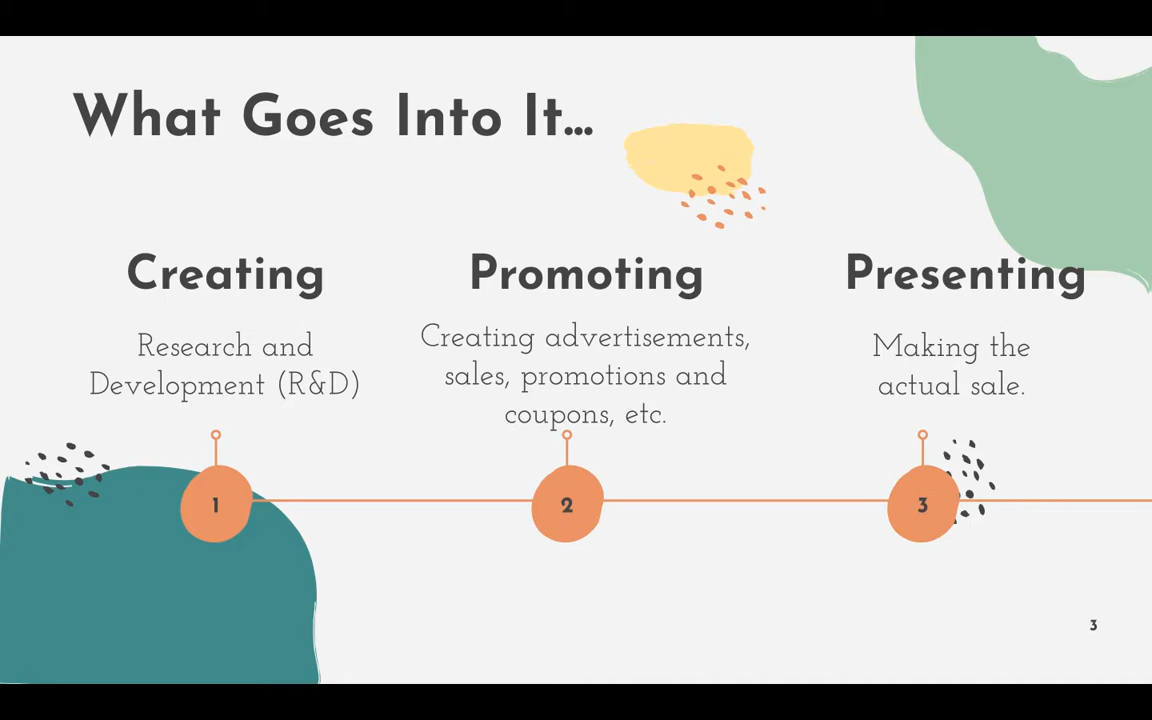 What Goes Into It...
Creating
Research and
Development (R&D)
Promoting
Creating advertisements,
sales, promotions and
coupons, etc.
Presenting
Making the
actual sale.
1
2
3
3